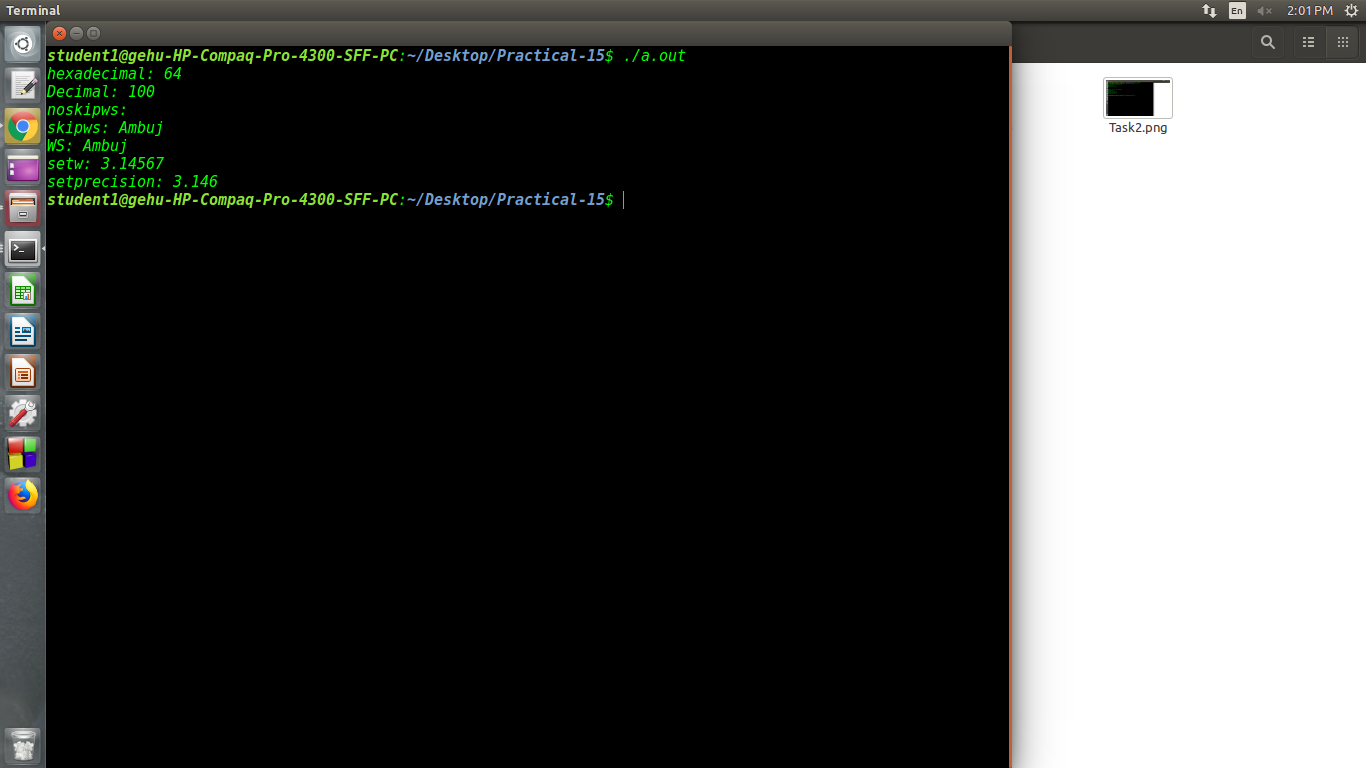 Terminal
En
2:01 PM
student1@gehu-HP-Compaq-Pro-4300-SFF-PC:~/Desktop/Practical-15$ ./a.out
hexadecimal: 64
Decimal: 100
noskipws:
skipws: Ambuj
WS: Ambuj
setw: 3.14567
setprecision: 3.146
student1@gehu-HP-Compaq-Pro-4300-SFF-PC:~/Desktop/Practical-15$
Task2.png